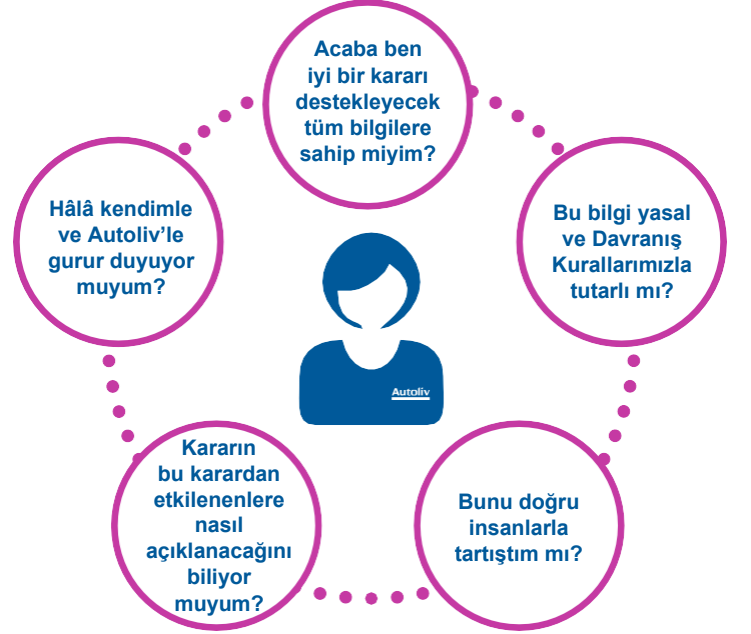 Acaba ben
iyi bir kararı
destekleyecek
tüm bilgilere
sahip miyim?
Bu bilgi yasal
ve Davranış
Kurallarımızla
tutarlı mı?
Bunu doğru
insanlarla
tartıştım mı?
Kararın
bu karardan
etkilenenlere
nasıl
açıklanacağını
biliyor
muyum?
Hâlâ kendimle
ve Autoliv’le
gurur duyuyor
muyum?
Autoliv